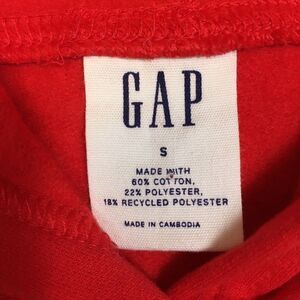 GAP
S
MADE WITH
60% COTTON,
22% POLYESTER,
18% RECYCLED POLYESTER
MADE IN CAMBODIA